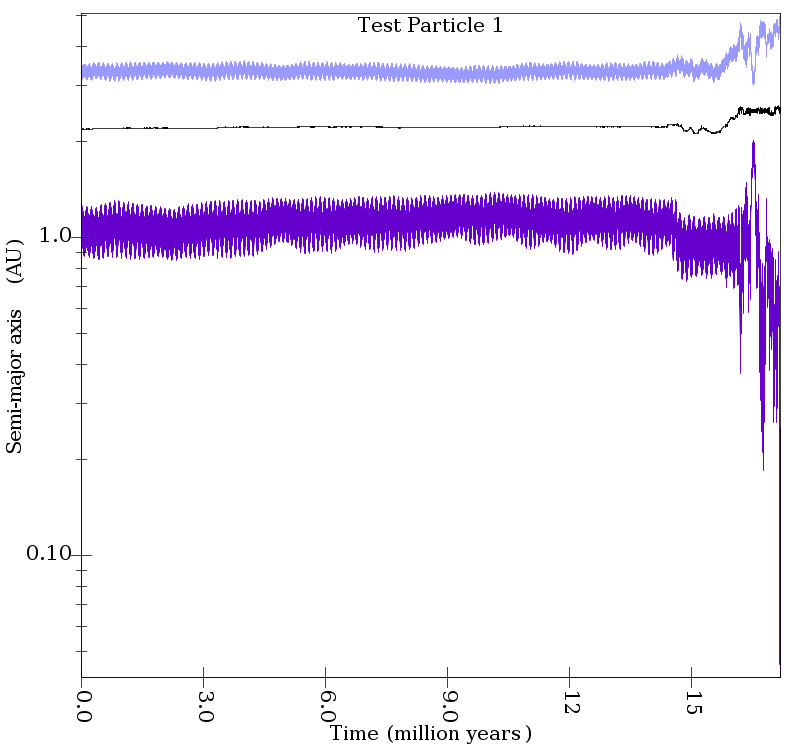 Test Particle 1
Semi-major axis (AU)
1.0
0.10
0.0 3.0 6.0 9.0 12 15
Time (million years )